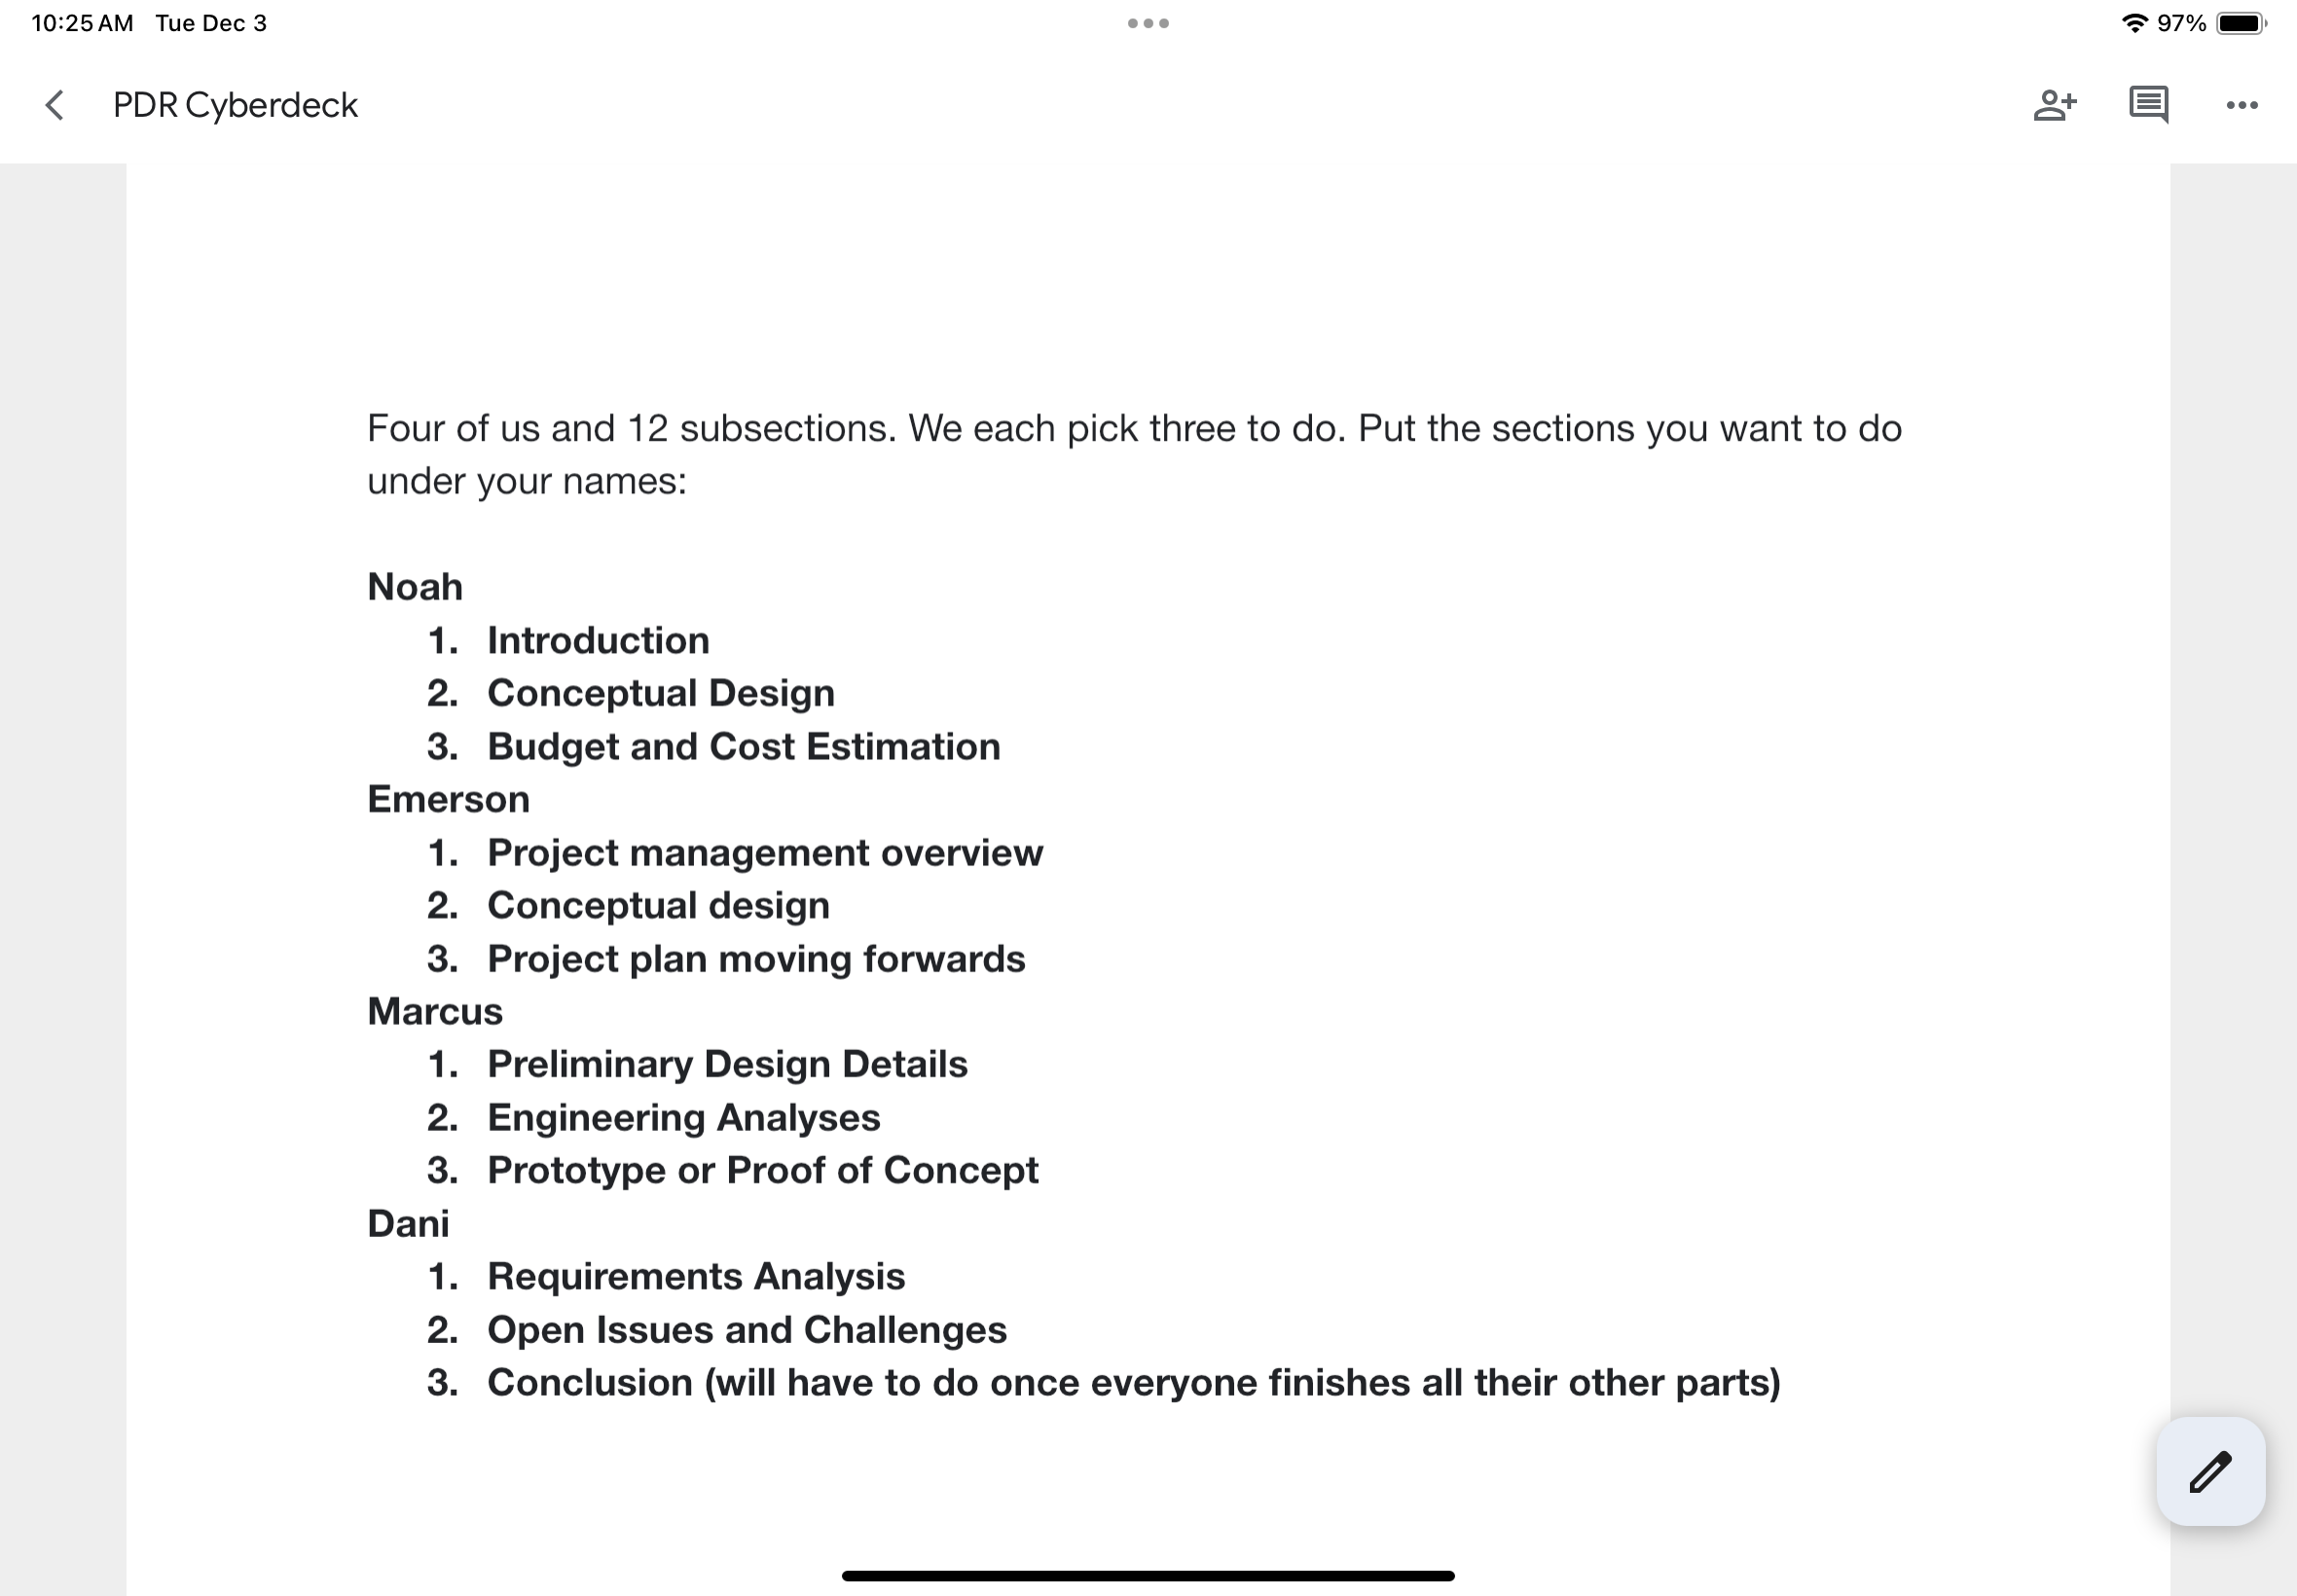 10:25 AM Tue Dec 3
97%
PDR Cyberdeck
Four of us and 12 subsections. We each pick three to do. Put the sections you want to do
under your names:
Noah
1. Introduction
2. Conceptual Design
3. Budget and Cost Estimation
Emerson
1. Project management overview
2. Conceptual design
3. Project plan moving forwards
Marcus
1. Preliminary Design Details
2. Engineering Analyses
3. Prototype or Proof of Concept
Dani
1. Requirements Analysis
2. Open Issues and Challenges
3. Conclusion (will have to do once everyone finishes all their other parts)